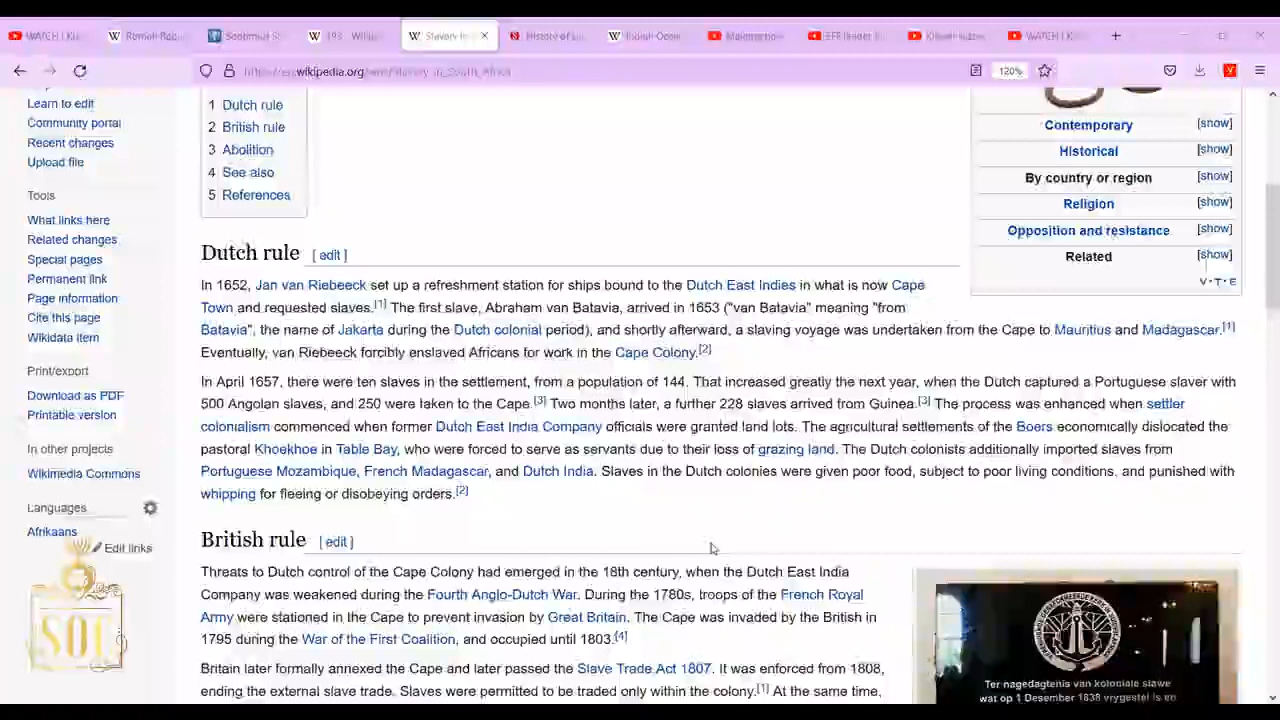 WATCH | K
W
W 193 - Wikip
W Slavery in
History of
W Indian Ocean
EFF leader
WATCH | K
wikipedia.org
120%
Learn to edit
Community portal
Recent changes
Upload file
Tools
What links here
Related changes
Special pages
Permanent link
Page information
Cite this page
Wikidata item
Print/export
Download as PDF
Printable version
In other projects
Wikimedia Commons
Languages
Afrikaans
Edit links
SOF
1 Dutch rule
2 British rule
3 Abolition
4 See also
5 References
Contemporary [show]
Historical [show]
By country or region [show]
Religion [show]
Opposition and resistance [show]
Related [show]
V·T·E
Dutch rule [ edit ]
In 1652, Jan van Riebeeck set up a refreshment station for ships bound to the Dutch East Indies in what is now Cape
Town and requested slaves.[1] The first slave, Abraham van Batavia, arrived in 1653 ("van Batavia" meaning "from
Batavia", the name of Jakarta during the Dutch colonial period), and shortly afterward, a slaving voyage was undertaken from the Cape to Mauritius and Madagascar.[1]
Eventually, van Riebeeck forcibly enslaved Africans for work in the Cape Colony.[2]
In April 1657, there were ten slaves in the settlement, from a population of 144. That increased greatly the next year, when the Dutch captured a Portuguese slaver with
500 Angolan slaves, and 250 were taken to the Cape.[3] Two months later, a further 228 slaves arrived from Guinea.[3] The process was enhanced when settler
colonialism commenced when former Dutch East India Company officials were granted land lots. The agricultural settlements of the Boers economically dislocated the
pastoral Khoekhoe in Table Bay, who were forced to serve as servants due to their loss of grazing land. The Dutch colonists additionally imported slaves from
Portuguese Mozambique, French Madagascar, and Dutch India. Slaves in the Dutch colonies were given poor food, subject to poor living conditions, and punished with
whipping for fleeing or disobeying orders.[2]
British rule [ edit ]
Threats to Dutch control of the Cape Colony had emerged in the 18th century, when the Dutch East India
Company was weakened during the Fourth Anglo-Dutch War. During the 1780s, troops of the French Royal
Army were stationed in the Cape to prevent invasion by Great Britain. The Cape was invaded by the British in
1795 during the War of the First Coalition, and occupied until 1803.[4]
Britain later formally annexed the Cape and later passed the Slave Trade Act 1807. It was enforced from 1808,
ending the external slave trade. Slaves were permitted to be traded only within the colony.[1] At the same time,
Ter nagedagtenis van koloniale slawe
wat op 1 Desember 1838 vrygestel is en